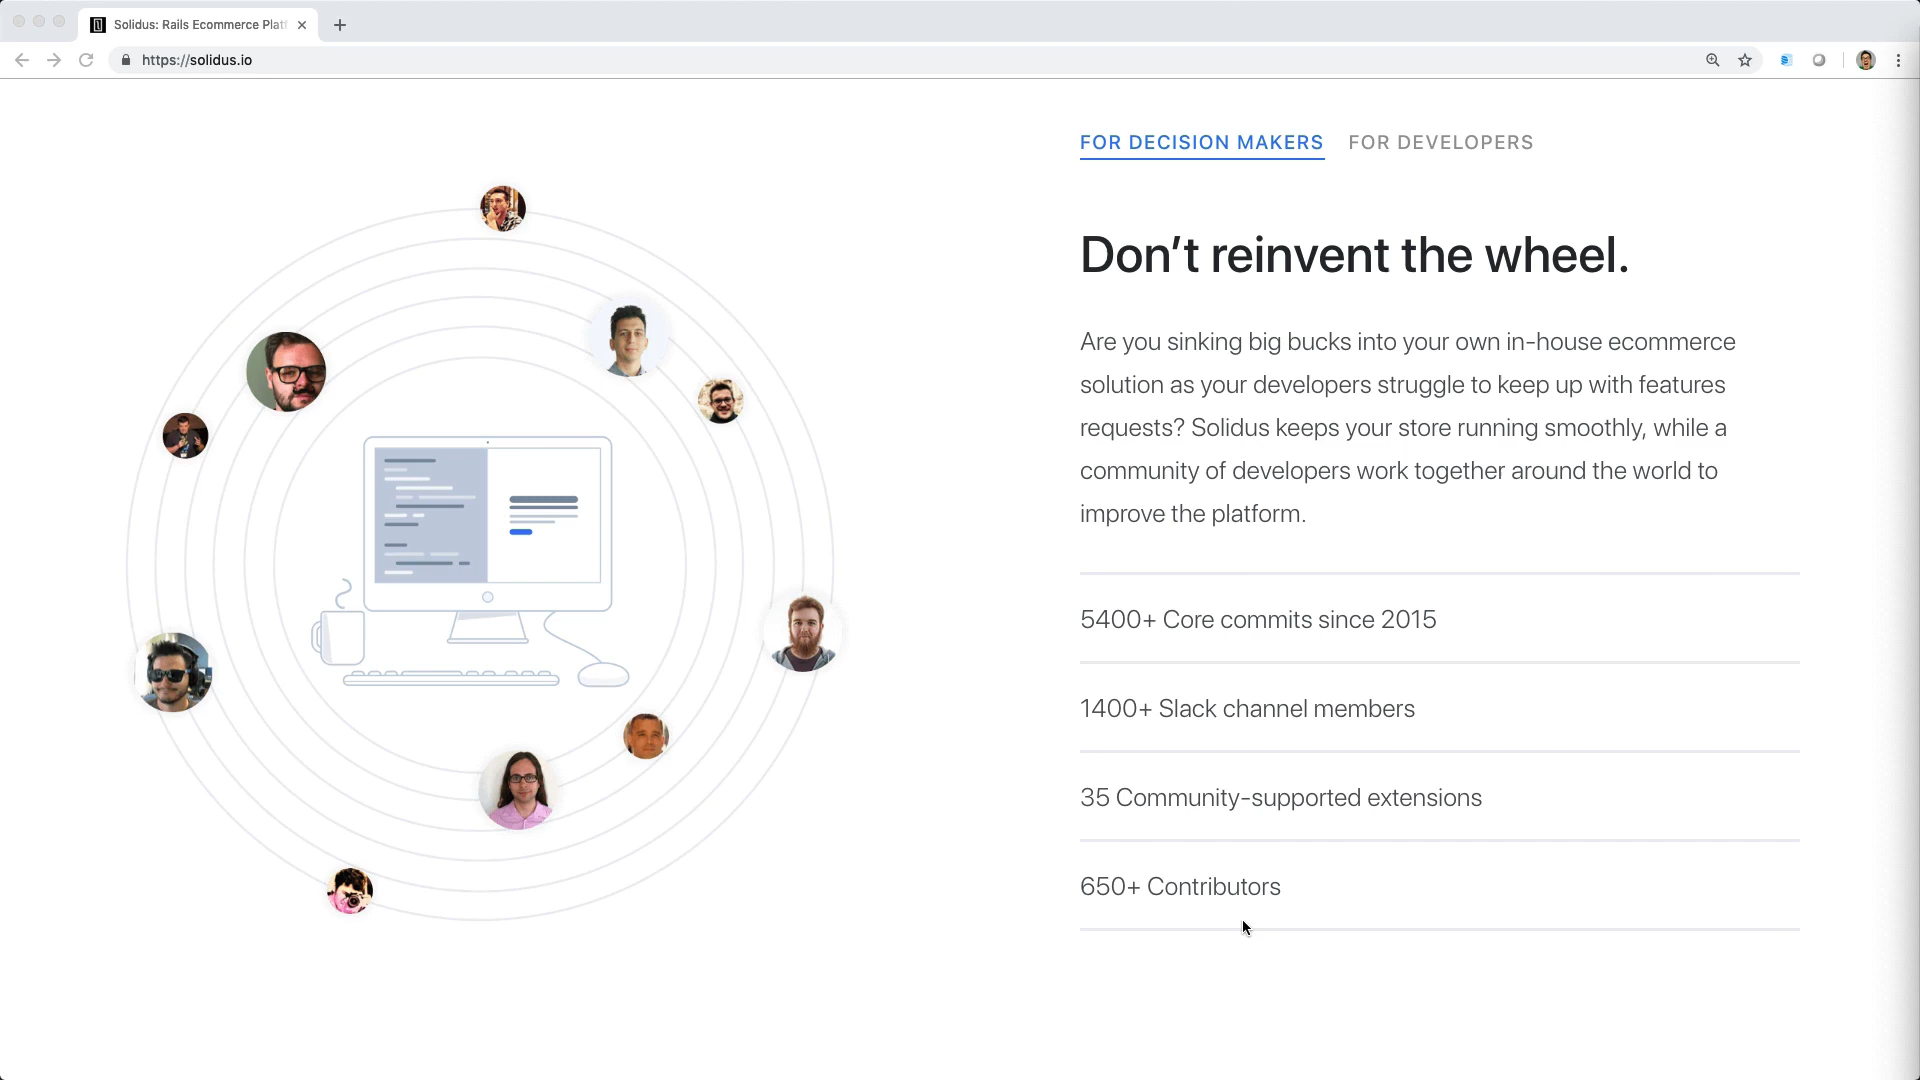 Solidus: Rails Ecommerce Plat
https://solidus.io
FOR DECISION MAKERS FOR DEVELOPERS
Don’t reinvent the wheel.
Are you sinking big bucks into your own in-house ecommerce
solution as your developers struggle to keep up with features
requests? Solidus keeps your store running smoothly, while a
community of developers work together around the world to
improve the platform.
5400+ Core commits since 2015
1400+ Slack channel members
35 Community-supported extensions
650+ Contributors